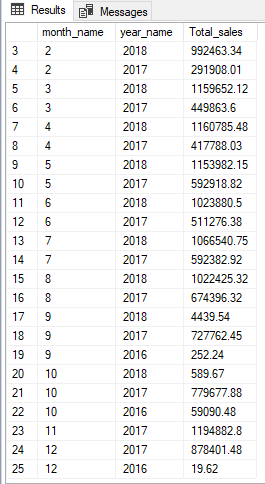 Results Messages
month_name year_name Total_sales
3 2 2018 992463.34
4 2 2017 291908.01
5 3 2018 1159652.12
6 3 2017 449863.6
7 4 2018 1160785.48
8 4 2017 417788.03
9 5 2018 1153982.15
10 5 2017 592918.82
11 6 2018 1023880.5
12 6 2017 511276.38
13 7 2018 1066540.75
14 7 2017 592382.92
15 8 2018 1022425.32
16 8 2017 674396.32
17 9 2018 4439.54
18 9 2017 727762.45
19 9 2016 252.24
20 10 2018 589.67
21 10 2017 779677.88
22 10 2016 59090.48
23 11 2017 1194882.8
24 12 2017 878401.48
25 12 2016 19.62